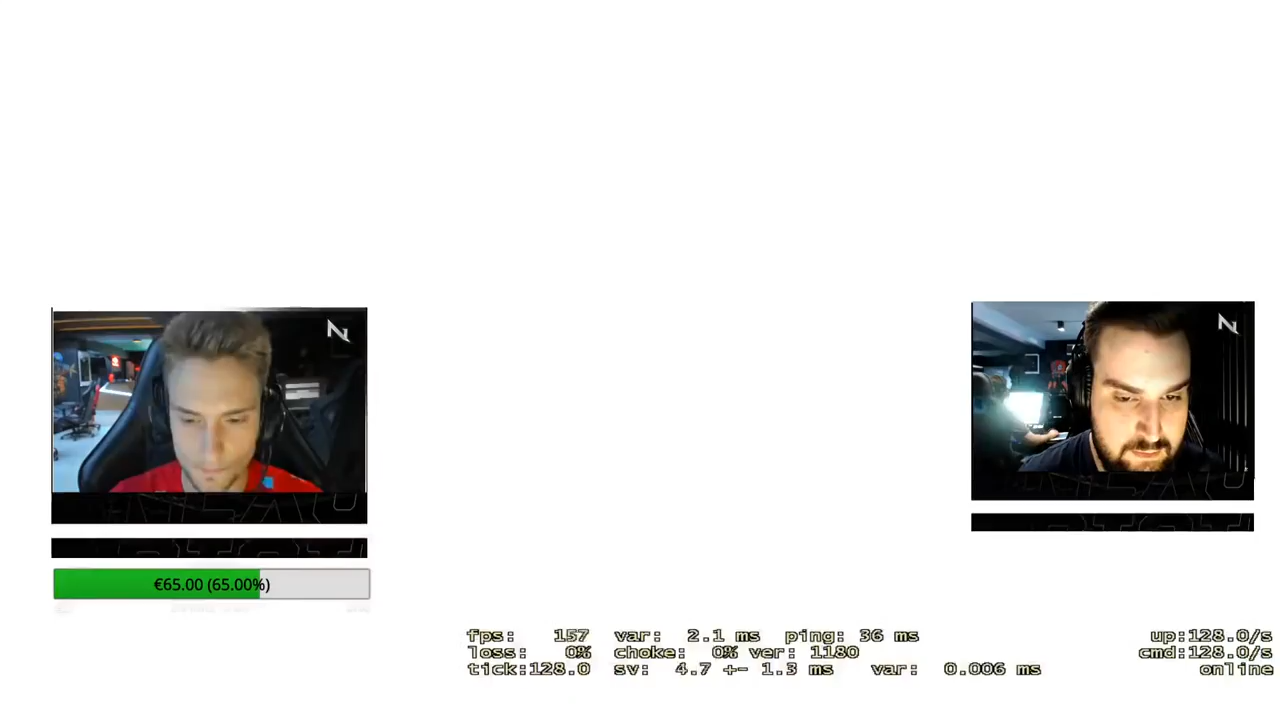 €65.00 (65.00%)
fps: 157 var: 2.1 ms ping: 36 ms up:128.0/s
loss: 0% choke: 0% ver: 1180 cmd:128.0/s
tick:128.0 sv: 4.7 +- 1.3 ms var: 0.006 ms online